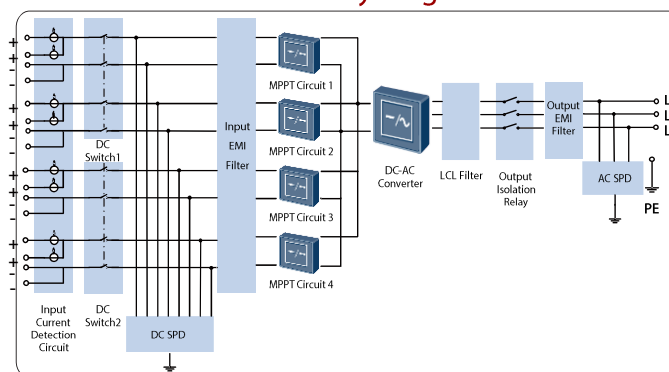 +
+
-
-
+
+
-
-
+
+
-
-
+
+
-
-
DC
Switch1
Input
EMI
Filter
MPPT Circuit 1
MPPT Circuit 2
MPPT Circuit 3
MPPT Circuit 4
DC-AC
Converter
LCL Filter
Output
Isolation
Relay
Output
EMI
Filter
L
L
L
AC SPD
PE
Input
Current
Detection
Circuit
DC
Switch2
DC SPD